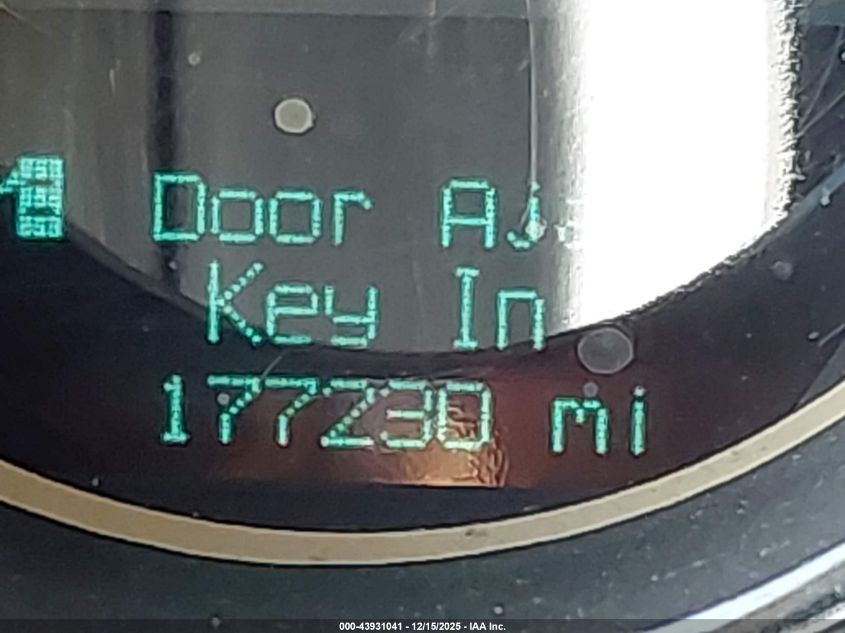 Door
Key In
177230 mi
000-43931041 - 12/15/2025 - IAA Inc.